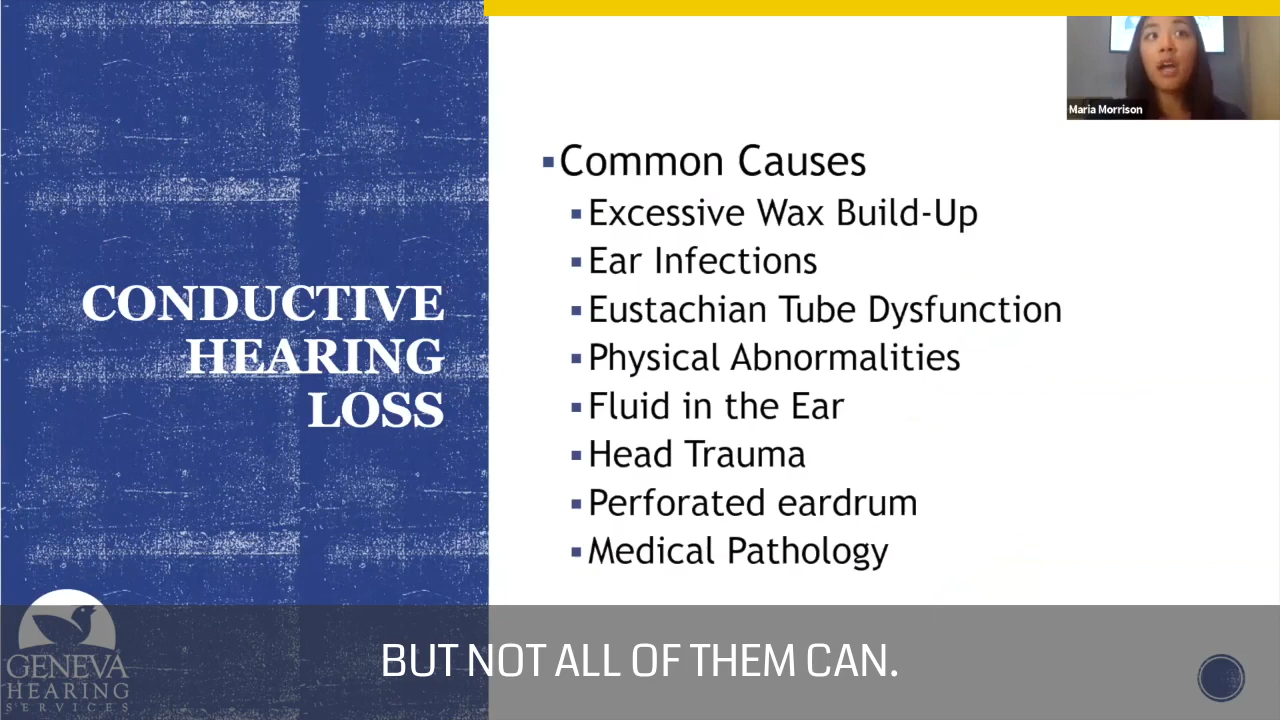 Maria Morrison
CONDUCTIVE
HEARING
LOSS
Common Causes
Excessive Wax Build-Up
Ear Infections
Eustachian Tube Dysfunction
Physical Abnormalities
Fluid in the Ear
Head Trauma
Perforated eardrum
Medical Pathology
GENEVA
HEARING
SERVICES
BUT NOT ALL OF THEM CAN.